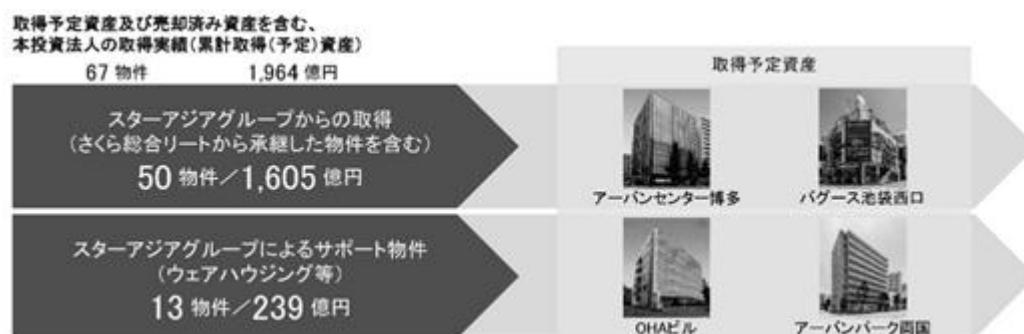 取得予定資産及び売却済み資産を含む、
本投資法人の取得実績(累計取得(予定)資産)
67 物件 1,964 億円
取得予定資産
スターアジアグループからの取得
(さくら総合リートから承継した物件を含む)
50 物件/1,605 億円
アーバンセンター博多 バグース池袋西口
スターアジアグループによるサポート物件
(ウェアハウジング等)
13 物件/239 億円
OHAビル アーバンパーク両国